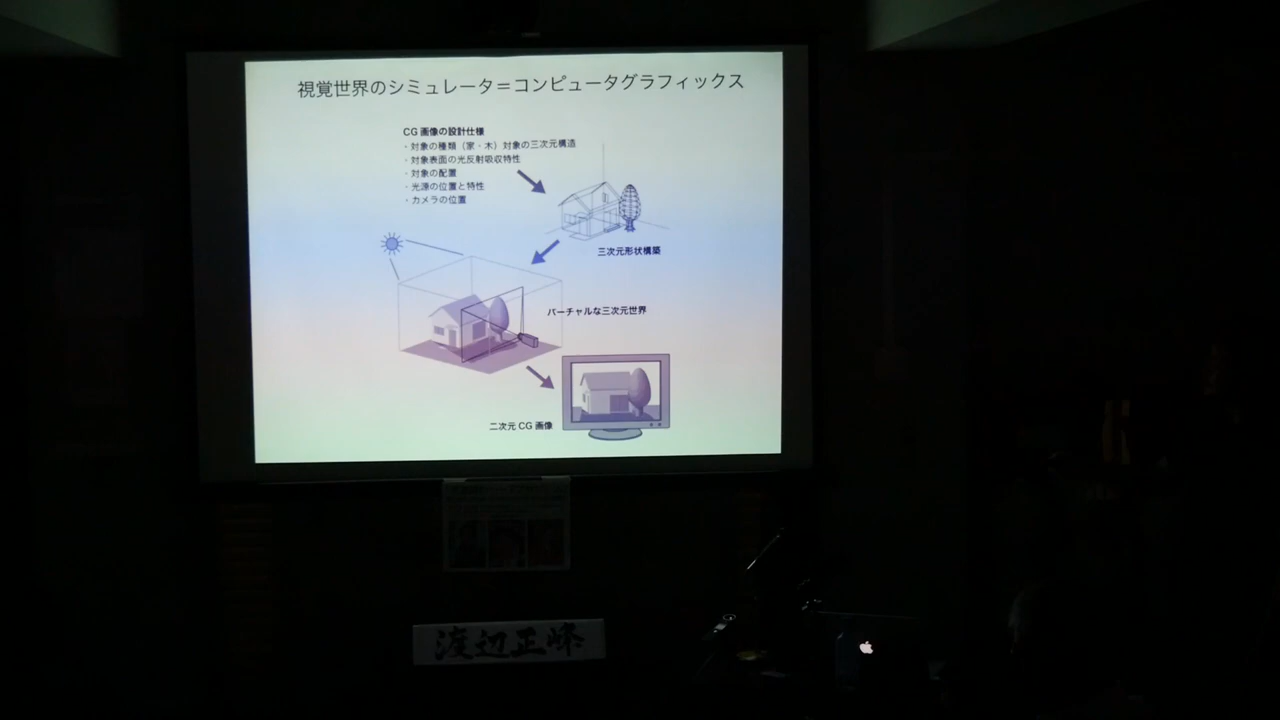 視覚世界のシミュレータ＝コンピュータグラフィックス
CG 画像の設計仕様
・対象の種類（家・木）対象の三次元構造
・対象表面の光反射吸収特性
・対象の配置
・光源の位置と特性
・カメラの位置
三次元形状構築
バーチャルな三次元世界
二次元 CG 画像
渡辺正峰